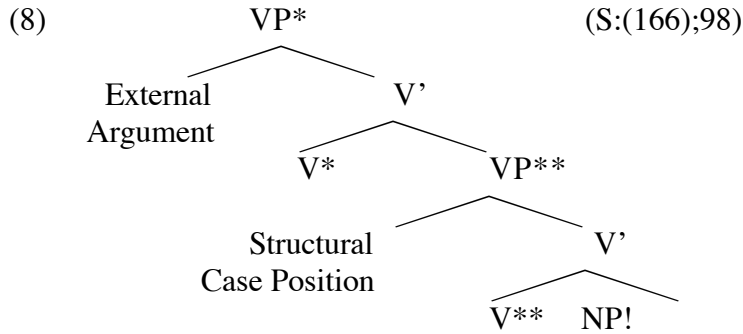 (8) VP* (S:(166);98)
External V’
Argument
V* VP**
Structural V’
Case Position
V** NP!